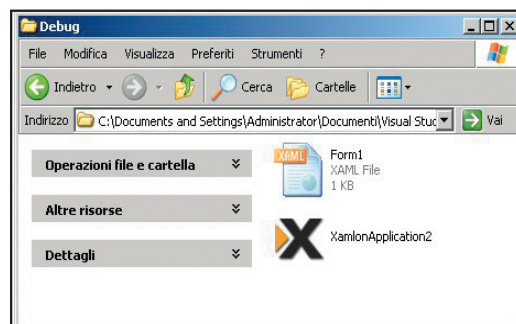 Debug
File Modifica Visualizza Preferiti Strumenti ?
Indietro Cerca Cartelle
Indirizzo C:\Documents and Settings\Administrator\Documenti\Visual Stuc Vai
Operazioni file e cartella
Altre risorse
Dettagli
XAML
Form1
XAML File
1 KB
XamlonApplication2